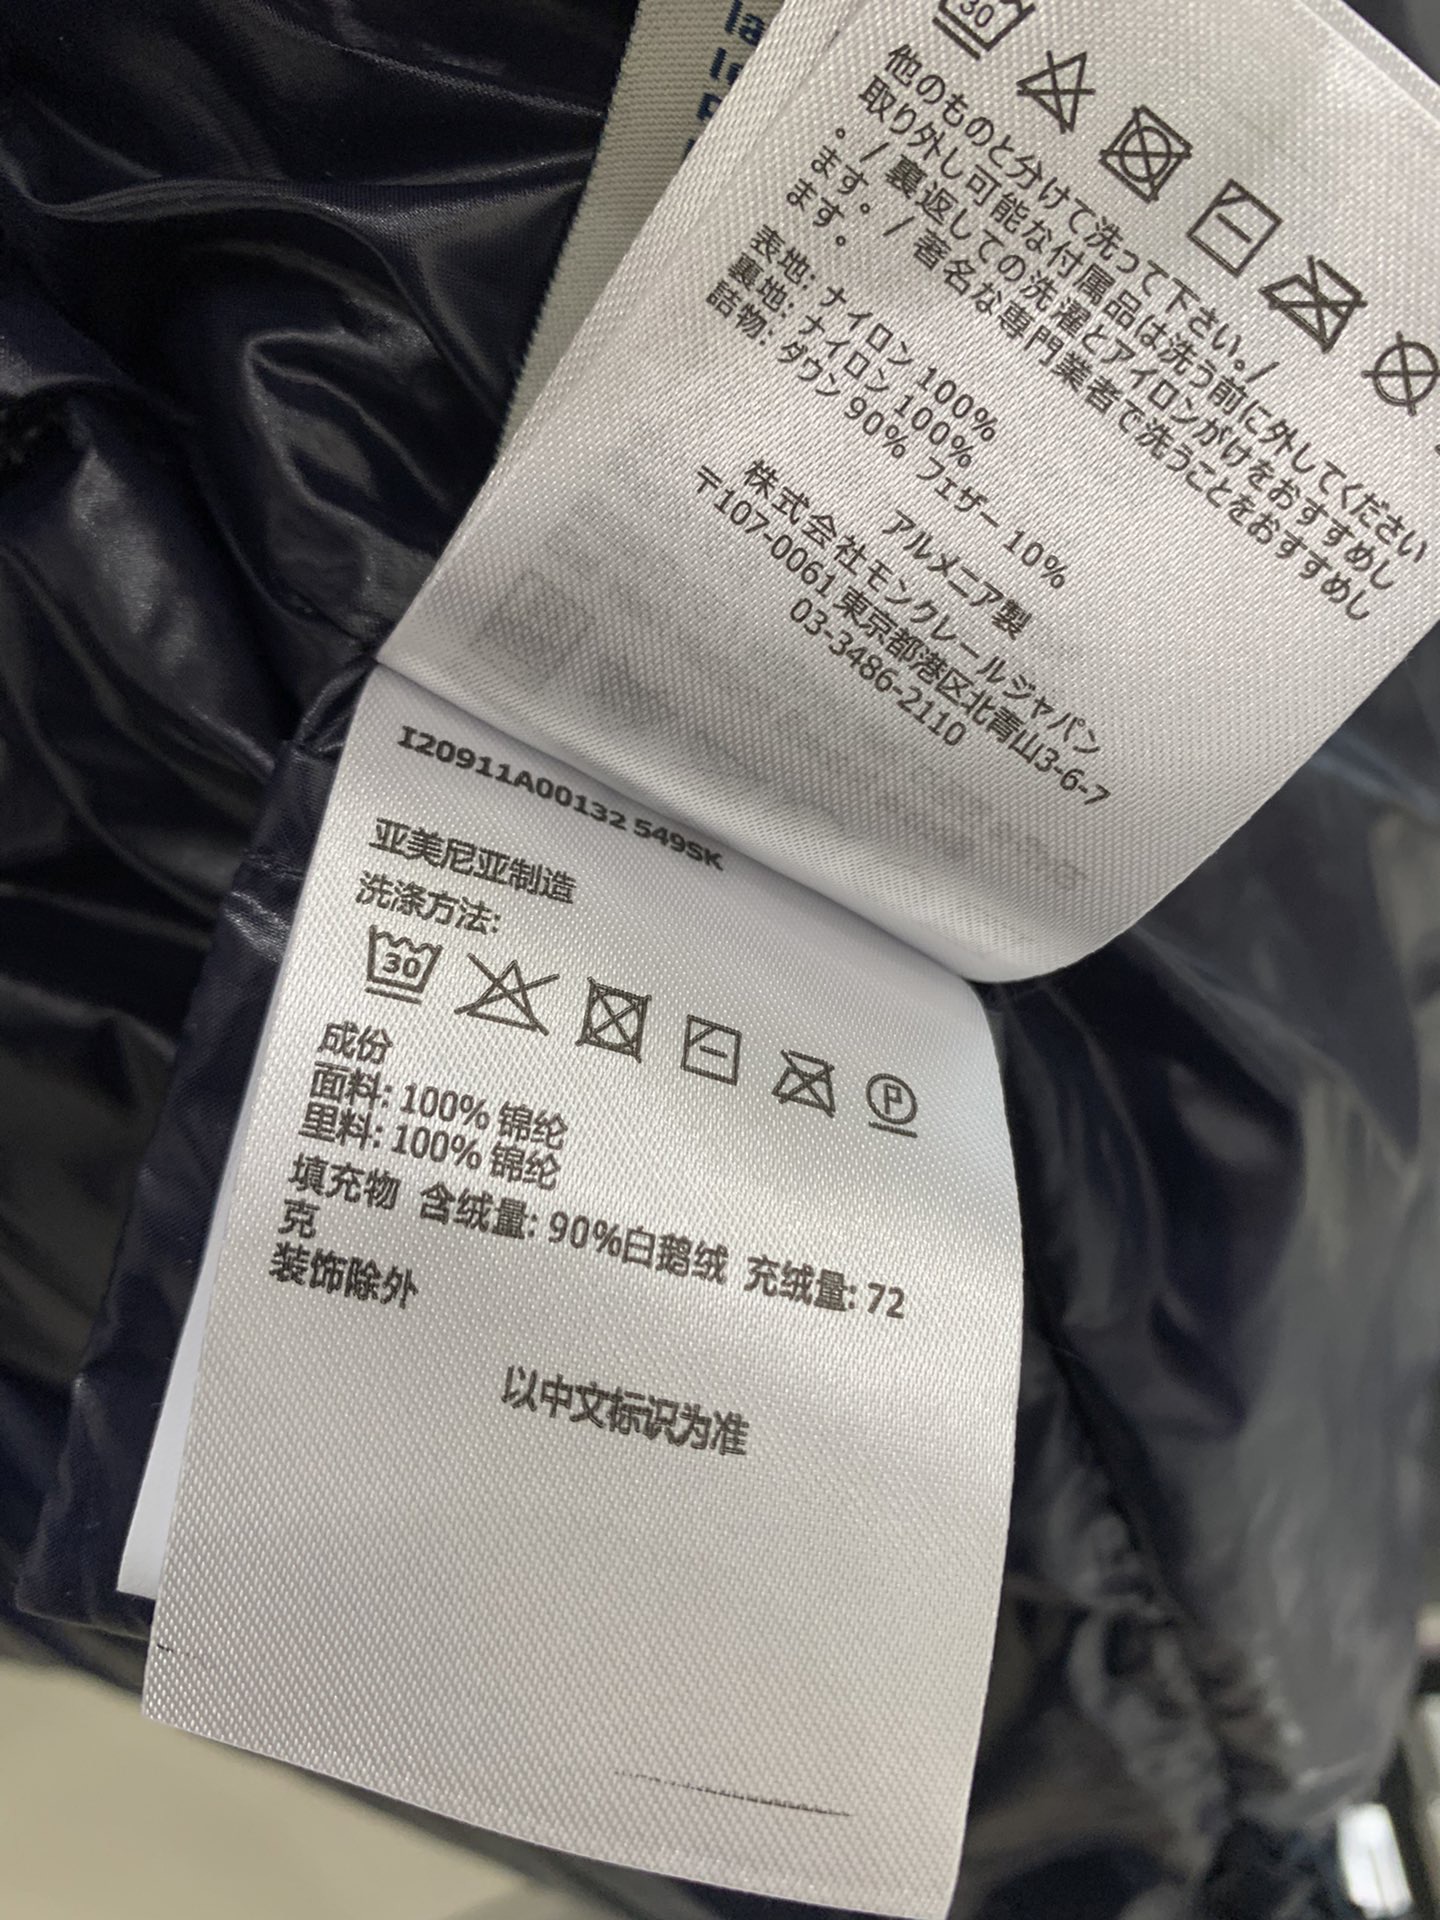 30
他のものと分けて洗って下さい。/
取り外し可能な付属品は洗う前に外してください
。/ 裏返しての洗濯とアイロンがけをおすすめし
ます。/ 著名な専門業者で洗うことをおすすめし
ます。
表地: ナイロン 100%
裏地: ナイロン 100%
詰物: ダウン 90% フェザー 10%
アルメニア製
株式会社モンクレールジャパン
〒107-0061 東京都港区北青山3-6-7
03-3486-2110
I20911A00132 549SK
亚美尼亚制造
洗涤方法:
30
P
成份
面料: 100% 锦纶
里料: 100% 锦纶
填充物 含绒量: 90%白鹅绒 充绒量: 72
克
装饰除外
以中文标识为准